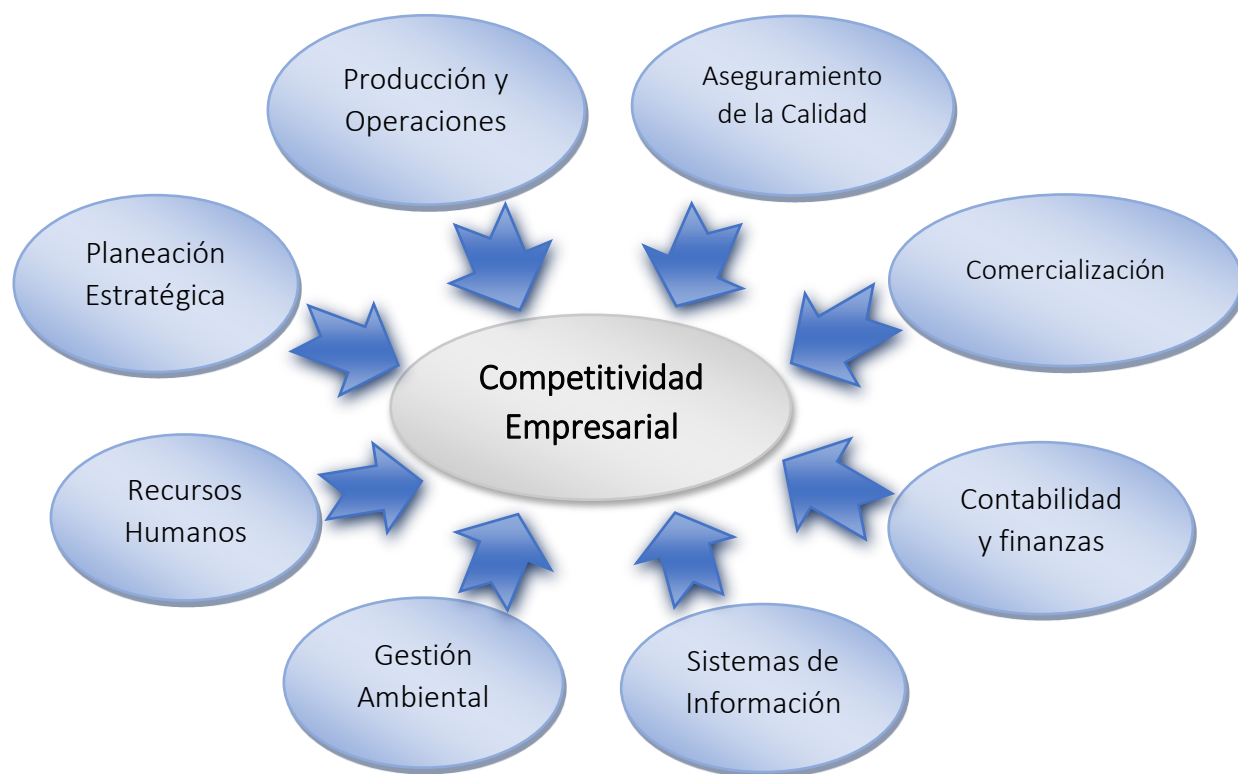 Producción y
Operaciones
Aseguramiento
de la Calidad
Planeación
Estratégica
Comercialización
Competitividad
Empresarial
Recursos
Humanos
Contabilidad
y finanzas
Gestión
Ambiental
Sistemas de
Información